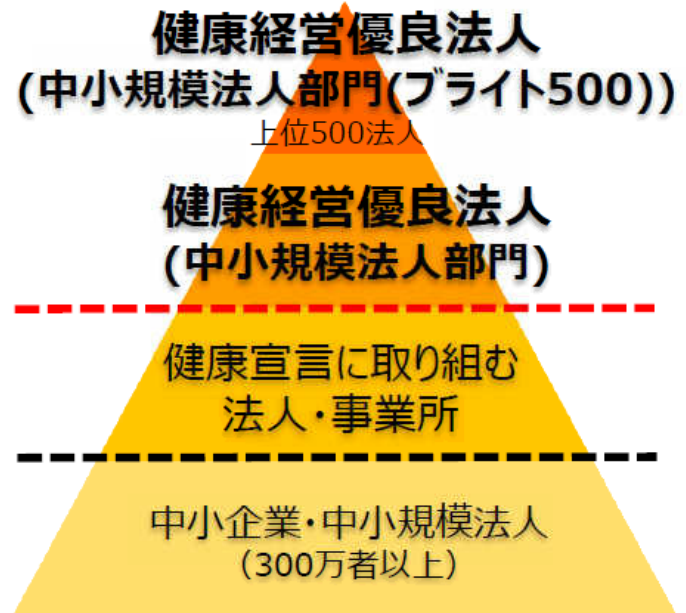 健康経営優良法人
(中小規模法人部門(ブライト500))
上位500法人
健康経営優良法人
(中小規模法人部門)
健康宣言に取り組む
法人・事業所
中小企業・中小規模法人
（300万者以上）